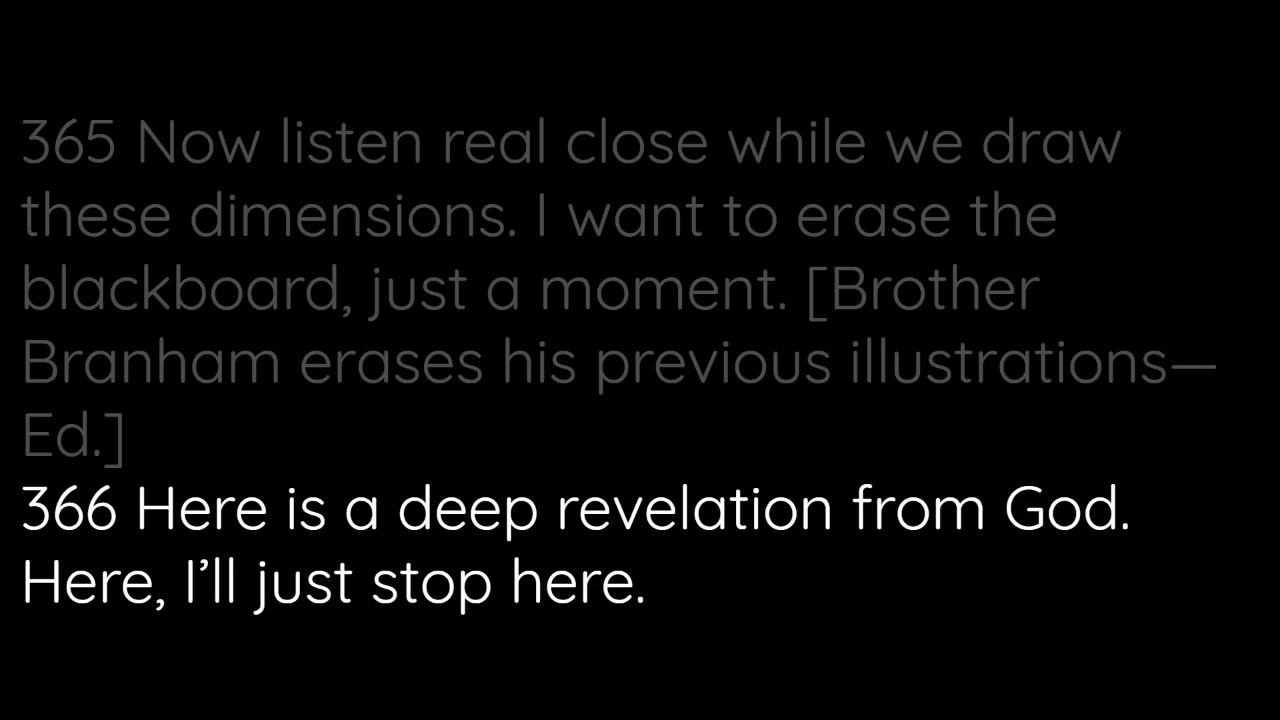 365 Now listen real close while we draw
these dimensions. I want to erase the
blackboard, just a moment. [Brother
Branham erases his previous illustrations—
Ed.]
366 Here is a deep revelation from God.
Here, I’ll just stop here.